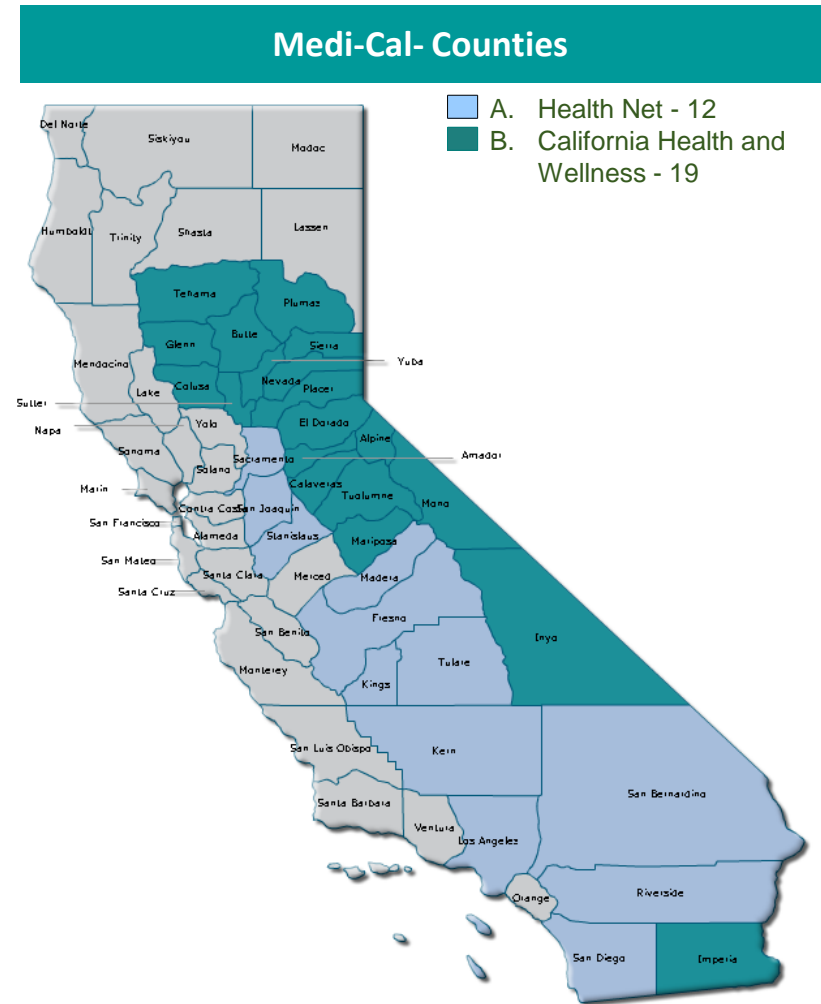 Medi-Cal- Counties
A. Health Net - 12
B. California Health and
Wellness - 19
Del Norte
Siskiyou
Madac
Humboldt
Trinity
Shasta
Lassen
Tehama
Plumas
Mendocino
Glenn
Butte
Sierra
Yuba
Lake
Colusa
Nevada
Placer
Sutter
Napa
Yolo
El Dorado
Alpine
Sonoma
Solano
Sacramento
Amador
Marin
Calaveras
Tuolumne
Mono
Contra Costa
San Joaquin
San Francisco
Alameda
Stanislaus
Mariposa
San Mateo
Santa Clara
Merced
Madera
Santa Cruz
Fresno
San Benito
Inyo
Monterey
Kings
Tulare
San Luis Obispo
Kern
San Bernardino
Santa Barbara
Ventura
Los Angeles
Orange
Riverside
San Diego
Imperia